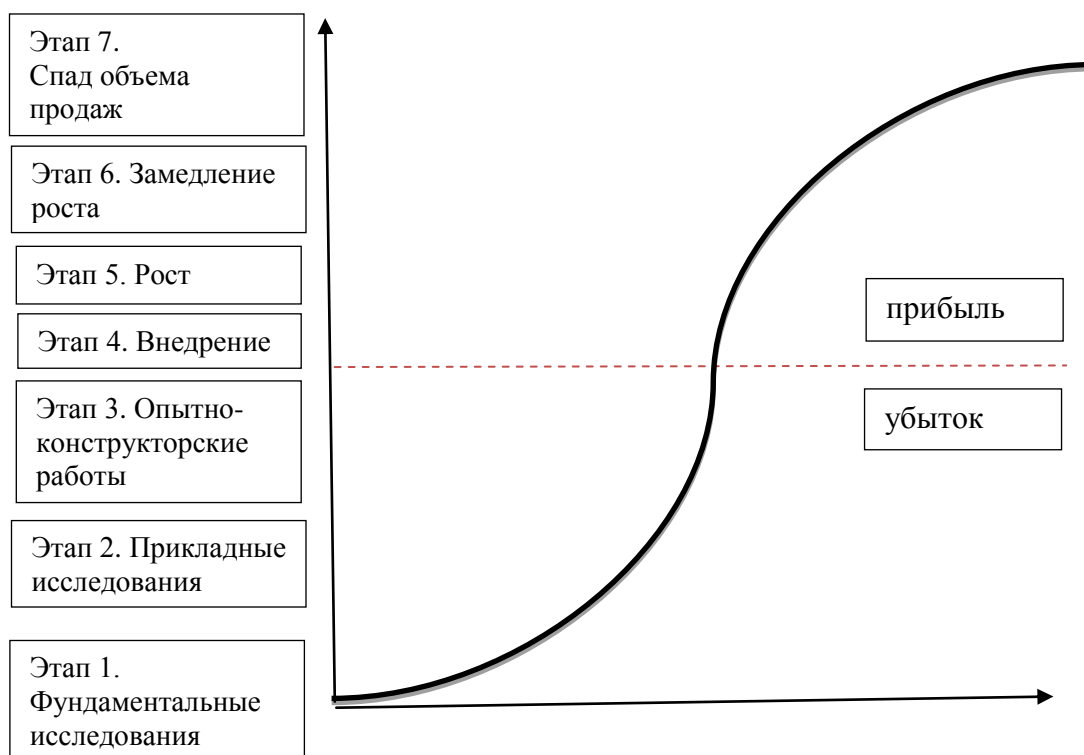 Этап 7.
Спад объема
продаж
Этап 6. Замедление
роста
Этап 5. Рост
Этап 4. Внедрение
Этап 3. Опытно-
конструкторские
работы
Этап 2. Прикладные
исследования
Этап 1.
Фундаментальные
исследования
прибыль
убыток